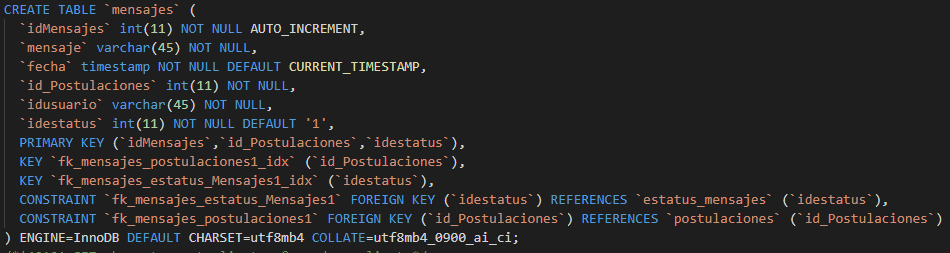 CREATE TABLE `mensajes` (
`idMensajes` int(11) NOT NULL AUTO_INCREMENT,
`mensaje` varchar(45) NOT NULL,
`fecha` timestamp NOT NULL DEFAULT CURRENT_TIMESTAMP,
`id_Postulaciones` int(11) NOT NULL,
`idusuario` varchar(45) NOT NULL,
`idestatus` int(11) NOT NULL DEFAULT '1',
PRIMARY KEY (`idMensajes`,`id_Postulaciones`,`idestatus`),
KEY `fk_mensajes_postulaciones1_idx` (`id_Postulaciones`),
KEY `fk_mensajes_estatus_Mensajes1_idx` (`idestatus`),
CONSTRAINT `fk_mensajes_estatus_Mensajes1` FOREIGN KEY (`idestatus`) REFERENCES `estatus_mensajes` (`idestatus`),
CONSTRAINT `fk_mensajes_postulaciones1` FOREIGN KEY (`id_Postulaciones`) REFERENCES `postulaciones` (`id_Postulaciones`)
) ENGINE=InnoDB DEFAULT CHARSET=utf8mb4 COLLATE=utf8mb4_0900_ai_ci;